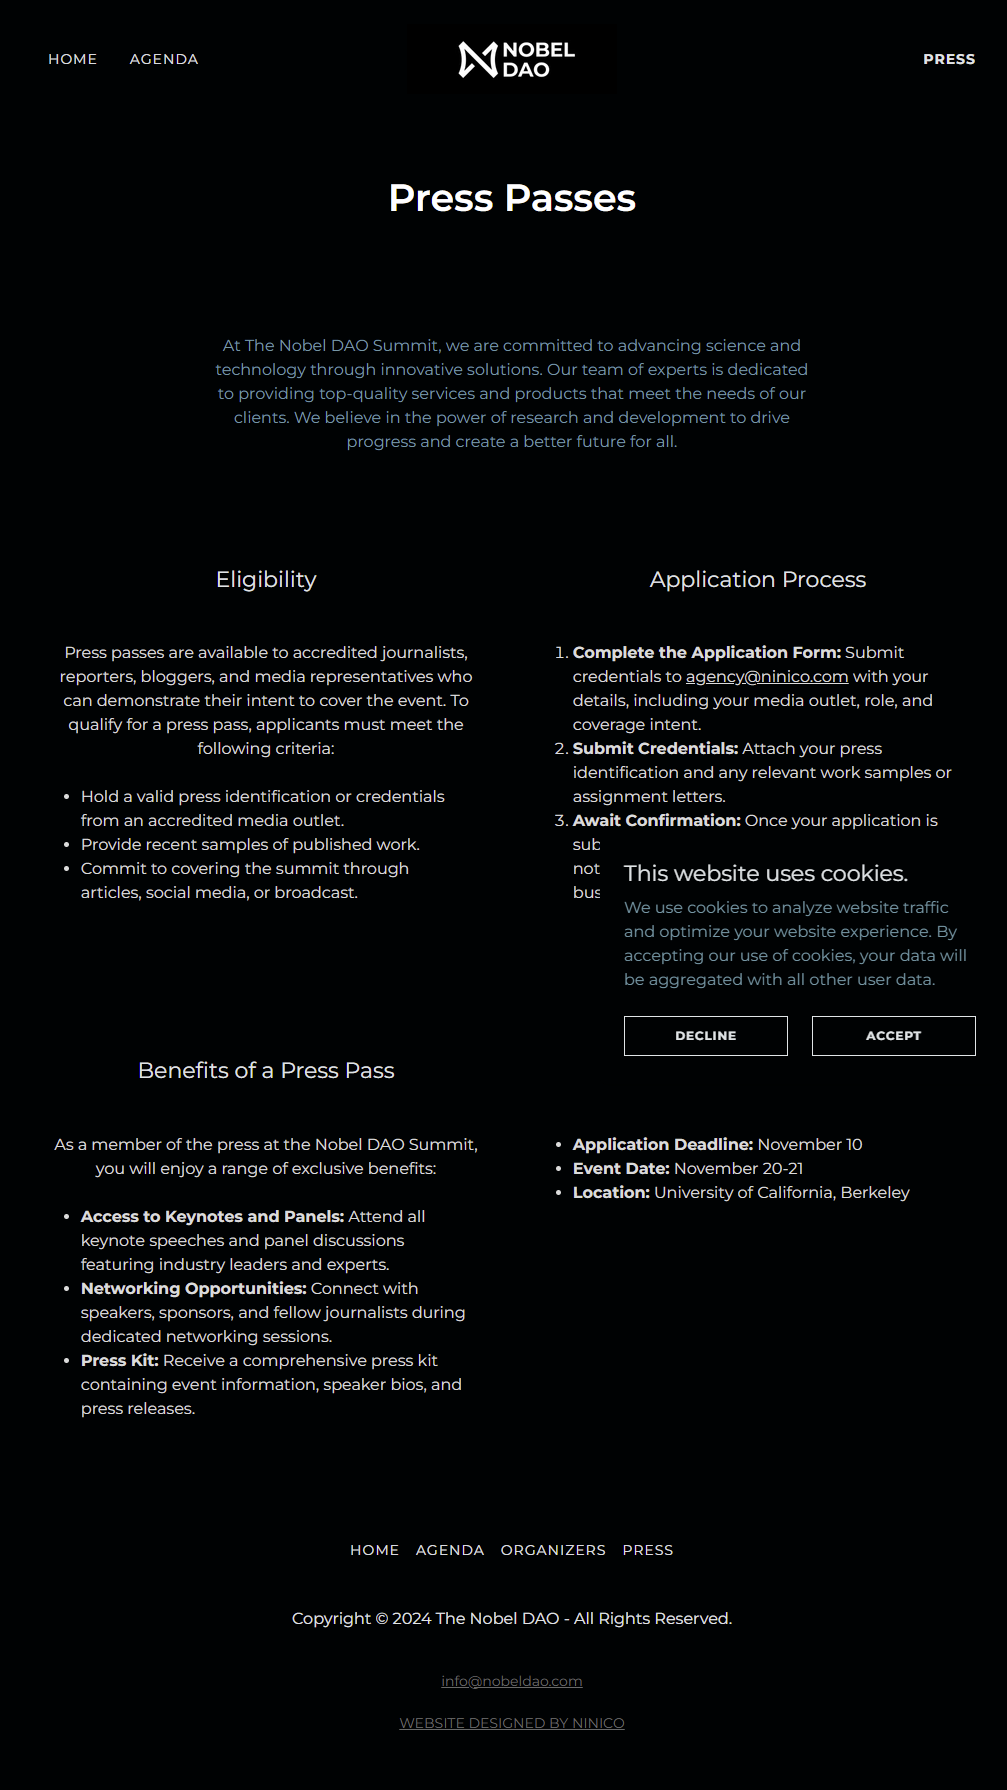 HOME AGENDA
NOBEL
DAO
PRESS
Press Passes
At The Nobel DAO Summit, we are committed to advancing science and
technology through innovative solutions. Our team of experts is dedicated
to providing top-quality services and products that meet the needs of our
clients. We believe in the power of research and development to drive
progress and create a better future for all.
Eligibility
Press passes are available to accredited journalists,
reporters, bloggers, and media representatives who
can demonstrate their intent to cover the event. To
qualify for a press pass, applicants must meet the
following criteria:
• Hold a valid press identification or credentials
from an accredited media outlet.
• Provide recent samples of published work.
• Commit to covering the summit through
articles, social media, or broadcast.
Application Process
1. Complete the Application Form: Submit
credentials to agency@ninico.com with your
details, including your media outlet, role, and
coverage intent.
2. Submit Credentials: Attach your press
identification and any relevant work samples or
assignment letters.
3. Await Confirmation: Once your application is
This website uses cookies.
We use cookies to analyze website traffic
and optimize your website experience. By
accepting our use of cookies, your data will
be aggregated with all other user data.
DECLINE ACCEPT
Benefits of a Press Pass
As a member of the press at the Nobel DAO Summit,
you will enjoy a range of exclusive benefits:
• Access to Keynotes and Panels: Attend all
keynote speeches and panel discussions
featuring industry leaders and experts.
• Networking Opportunities: Connect with
speakers, sponsors, and fellow journalists during
dedicated networking sessions.
• Press Kit: Receive a comprehensive press kit
containing event information, speaker bios, and
press releases.
• Application Deadline: November 10
• Event Date: November 20-21
• Location: University of California, Berkeley
HOME AGENDA ORGANIZERS PRESS
Copyright © 2024 The Nobel DAO - All Rights Reserved.
info@nobeldao.com
WEBSITE DESIGNED BY NINICO